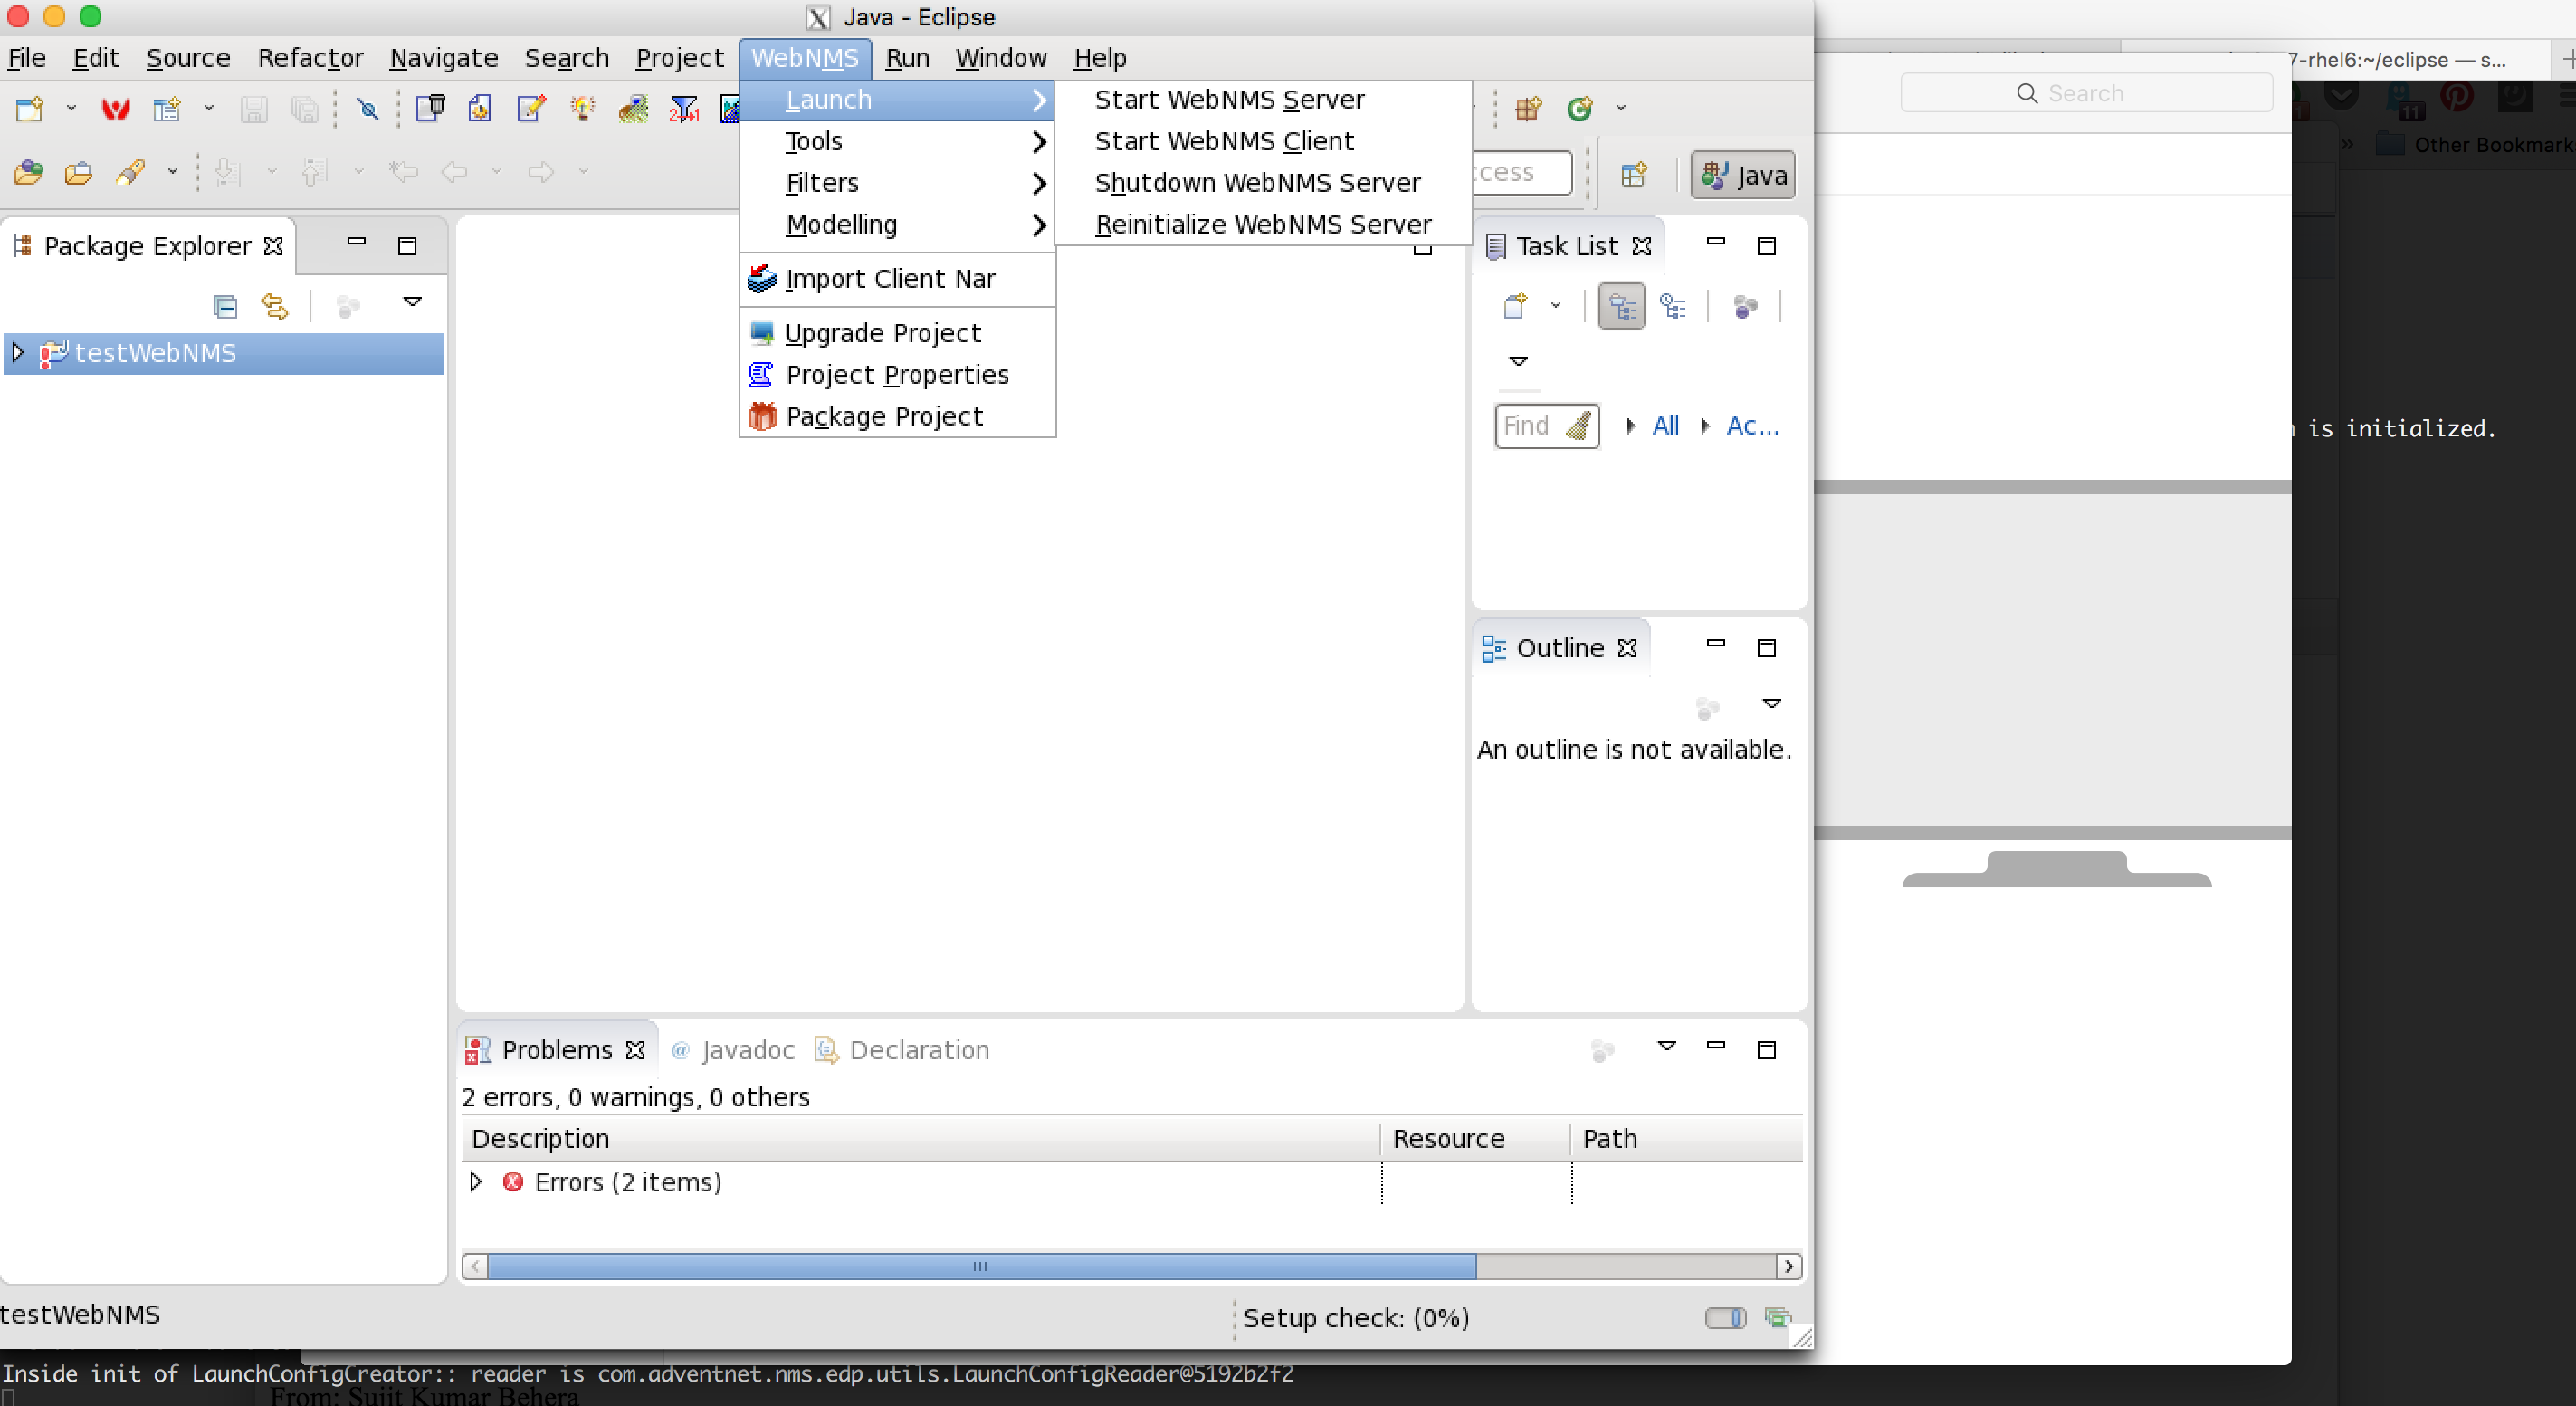 Java - Eclipse
File Edit Source Refactor Navigate Search Project WebNMS Run Window Help
7-rhel6:~/eclipse — s...
Launch
Start WebNMS Server
Search
11
Tools
Start WebNMS Client
Other Bookmark
Filters
Shutdown WebNMS Server
Java
Modelling
Reinitialize WebNMS Server
Package Explorer
Task List
Import Client Nar
Upgrade Project
testWebNMS
Project Properties
Package Project
Find All Ac...
is initialized.
Outline
An outline is not available.
Problems @ Javadoc Declaration
2 errors, 0 warnings, 0 others
Description Resource Path
Errors (2 items)
testWebNMS
Setup check: (0%)
Inside init of LaunchConfigCreator:: reader is com.adventnet.nms.edp.utils.LaunchConfigReader@5192b2f2
From: Sujit Kumar Behera